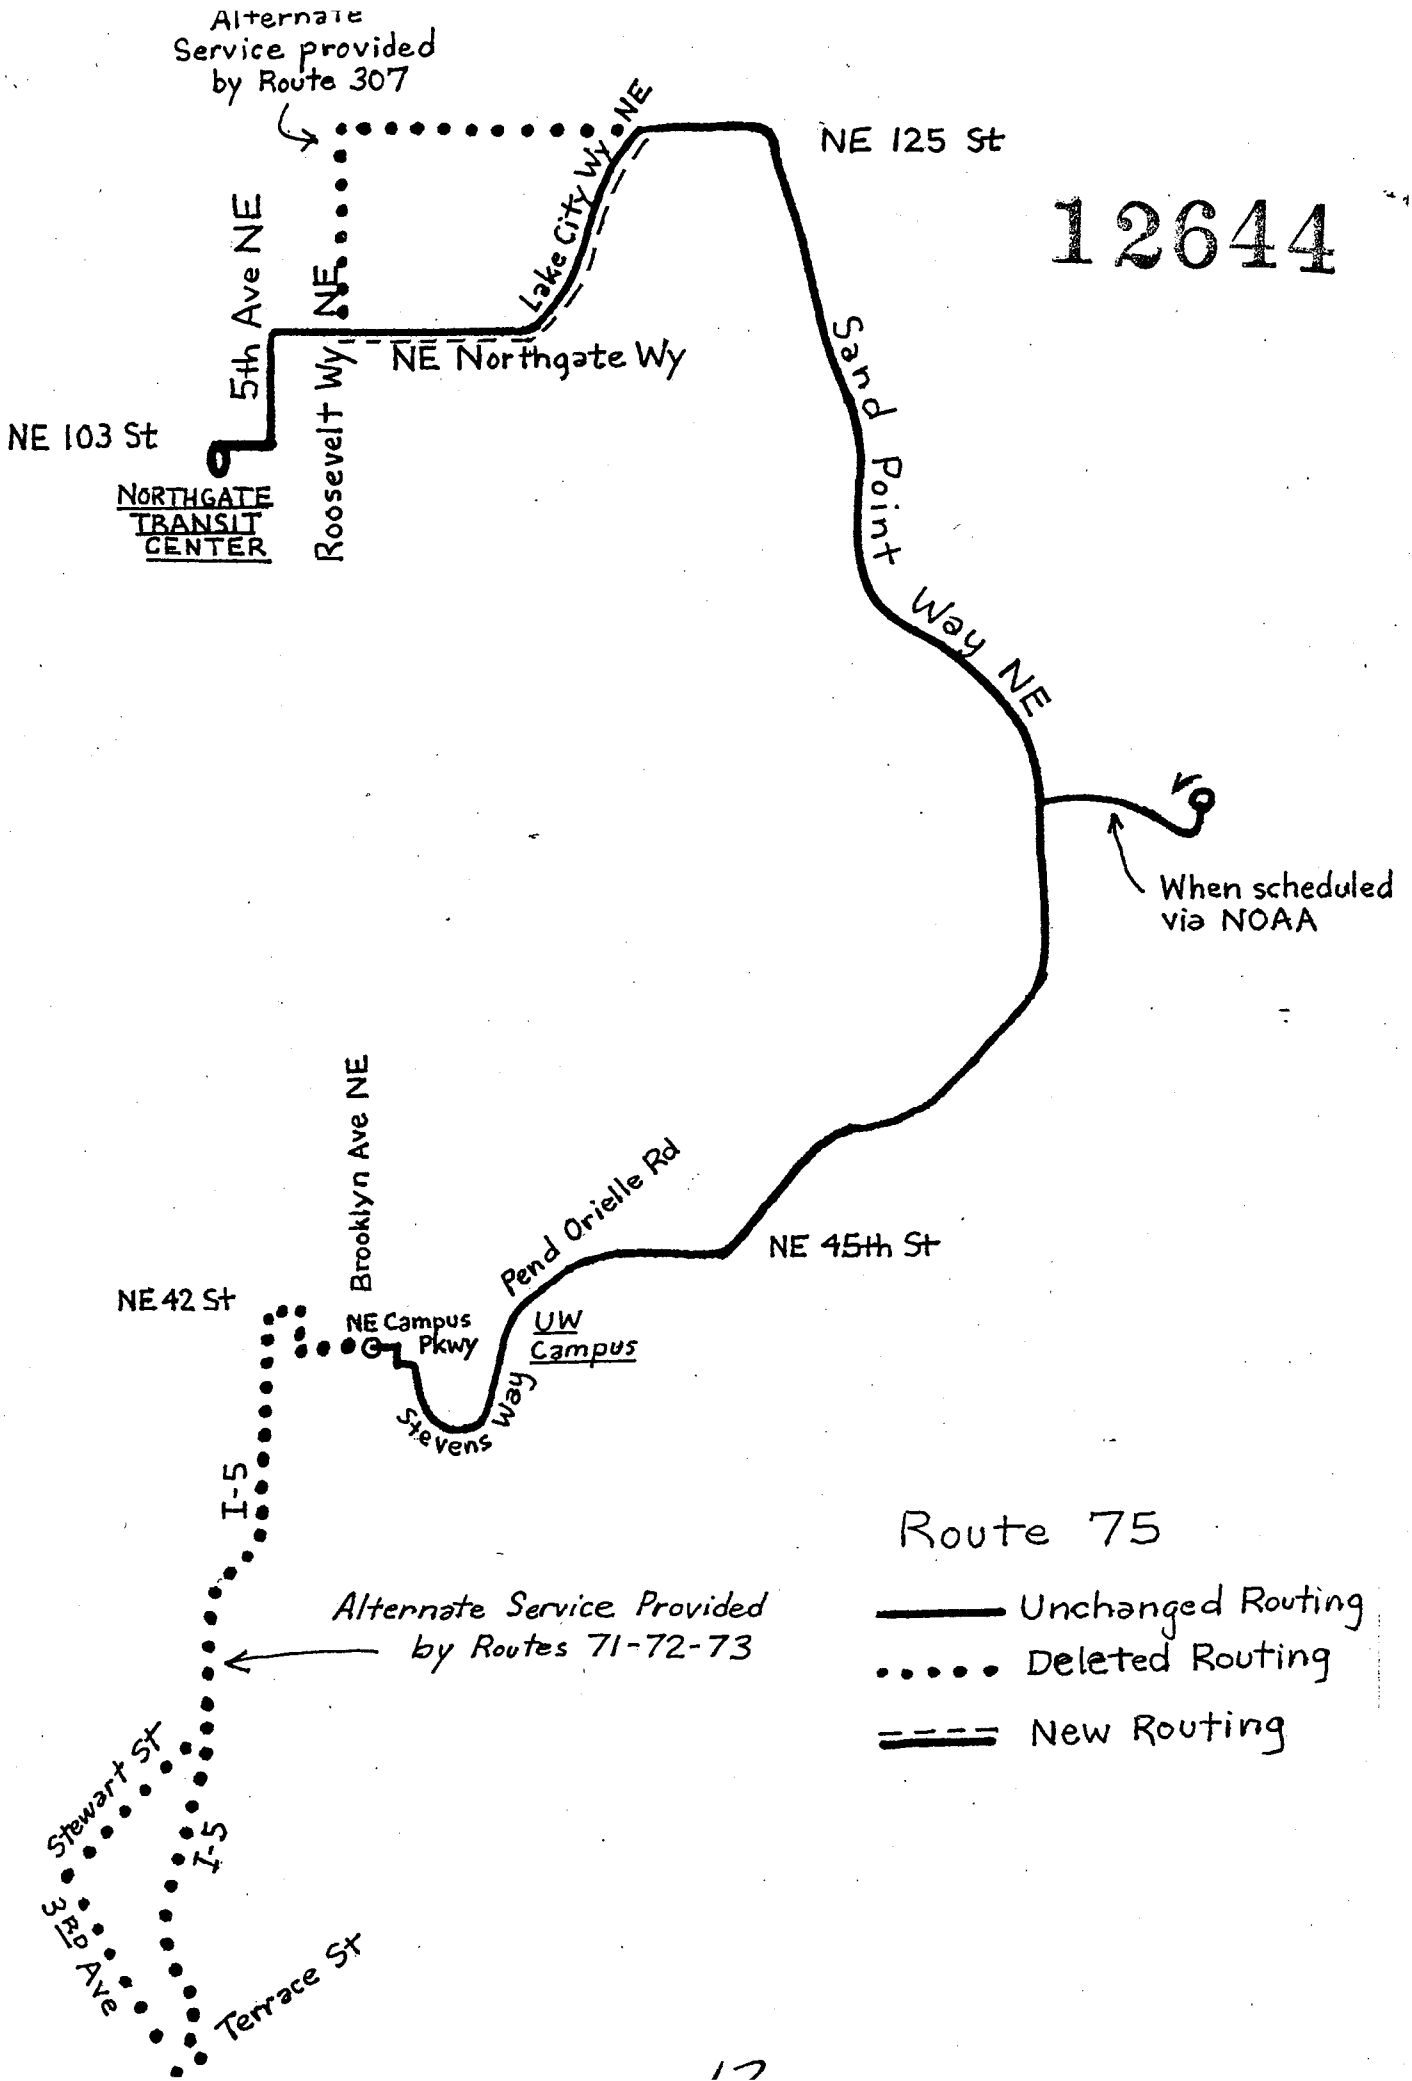 Alternate
Service provided
by Route 307
Lake City Wy NE
NE 125 St
12644
5th Ave NE
Roosevelt Wy NE
NE Northgate Wy
NE 103 St
NORTHGATE
TRANSIT
CENTER
Sand Point Way NE
When scheduled
via NOAA
Brooklyn Ave NE
Pend Orielle Rd
NE 45th St
NE 42 St
NE Campus
Pkwy
UW
Campus
Stevens Way
I-5
Route 75
Unchanged Routing
Alternate Service Provided
by Routes 71-72-73
Deleted Routing
New Routing
Stewart St
I-5
3RD Ave
Terrace St